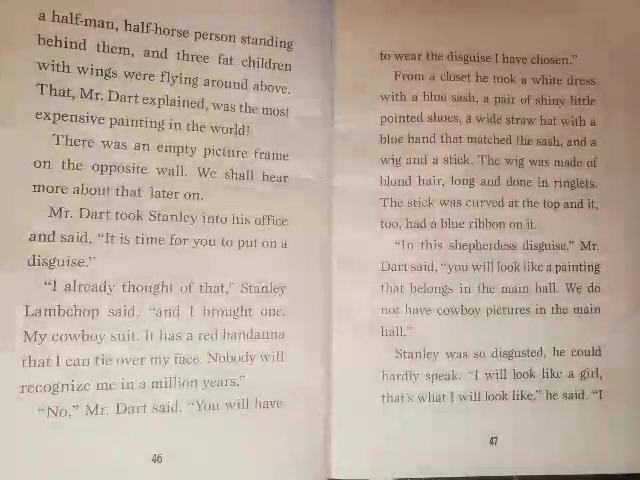 a half-man, half-horse person standing
behind them, and three fat children
with wings were flying around above.
That, Mr. Dart explained, was the most
expensive painting in the world!
There was an empty picture frame
on the opposite wall. We shall hear
more about that later on.
Mr. Dart took Stanley into his office
and said, "It is time for you to put on a
disguise."
"I already thought of that," Stanley
Lambchop said, "and I brought one.
My cowboy suit. It has a red bandanna
that I can tie over my face. Nobody will
recognize me in a million years."
"No," Mr. Dart said. "You will have
46
to wear the disguise I have chosen."
From a closet he took a white dress
with a blue sash, a pair of shiny little
pointed shoes, a wide straw hat with a
blue band that matched the sash, and a
wig and a stick. The wig was made of
blond hair, long and done in ringlets.
The stick was curved at the top and it,
too, had a blue ribbon on it.
"In this shepherdess disguise," Mr.
Dart said, "you will look like a painting
that belongs in the main hall. We do
not have cowboy pictures in the main
hall."
Stanley was so disgusted, he could
hardly speak. "I will look like a girl,
that's what I will look like," he said. "I
47